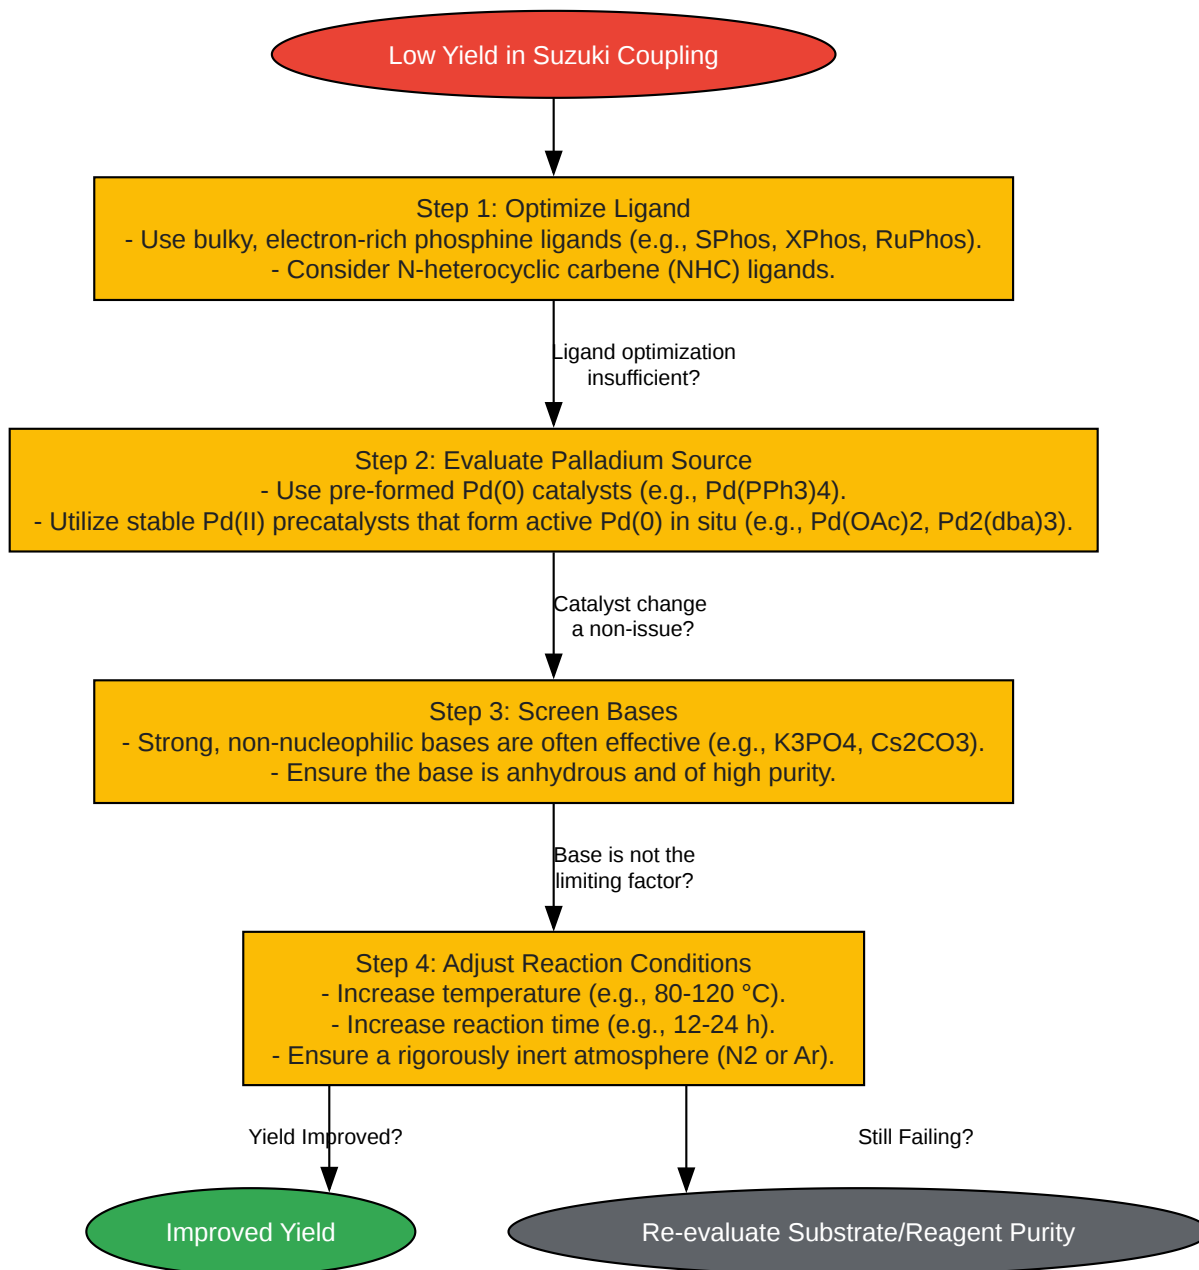 Low Yield in Suzuki Coupling
Step 1: Optimize Ligand
- Use bulky, electron-rich phosphine ligands (e.g., SPhos, XPhos, RuPhos).
- Consider N-heterocyclic carbene (NHC) ligands.
Ligand optimization
insufficient?
Step 2: Evaluate Palladium Source
- Use pre-formed Pd(0) catalysts (e.g., Pd(PPh3)4).
- Utilize stable Pd(II) precatalysts that form active Pd(0) in situ (e.g., Pd(OAc)2, Pd2(dba)3).
Catalyst change
a non-issue?
Step 3: Screen Bases
- Strong, non-nucleophilic bases are often effective (e.g., K3PO4, Cs2CO3).
- Ensure the base is anhydrous and of high purity.
Base is not the
limiting factor?
Step 4: Adjust Reaction Conditions
- Increase temperature (e.g., 80-120 °C).
- Increase reaction time (e.g., 12-24 h).
- Ensure a rigorously inert atmosphere (N2 or Ar).
Yield Improved?
Still Failing?
Improved Yield
Re-evaluate Substrate/Reagent Purity